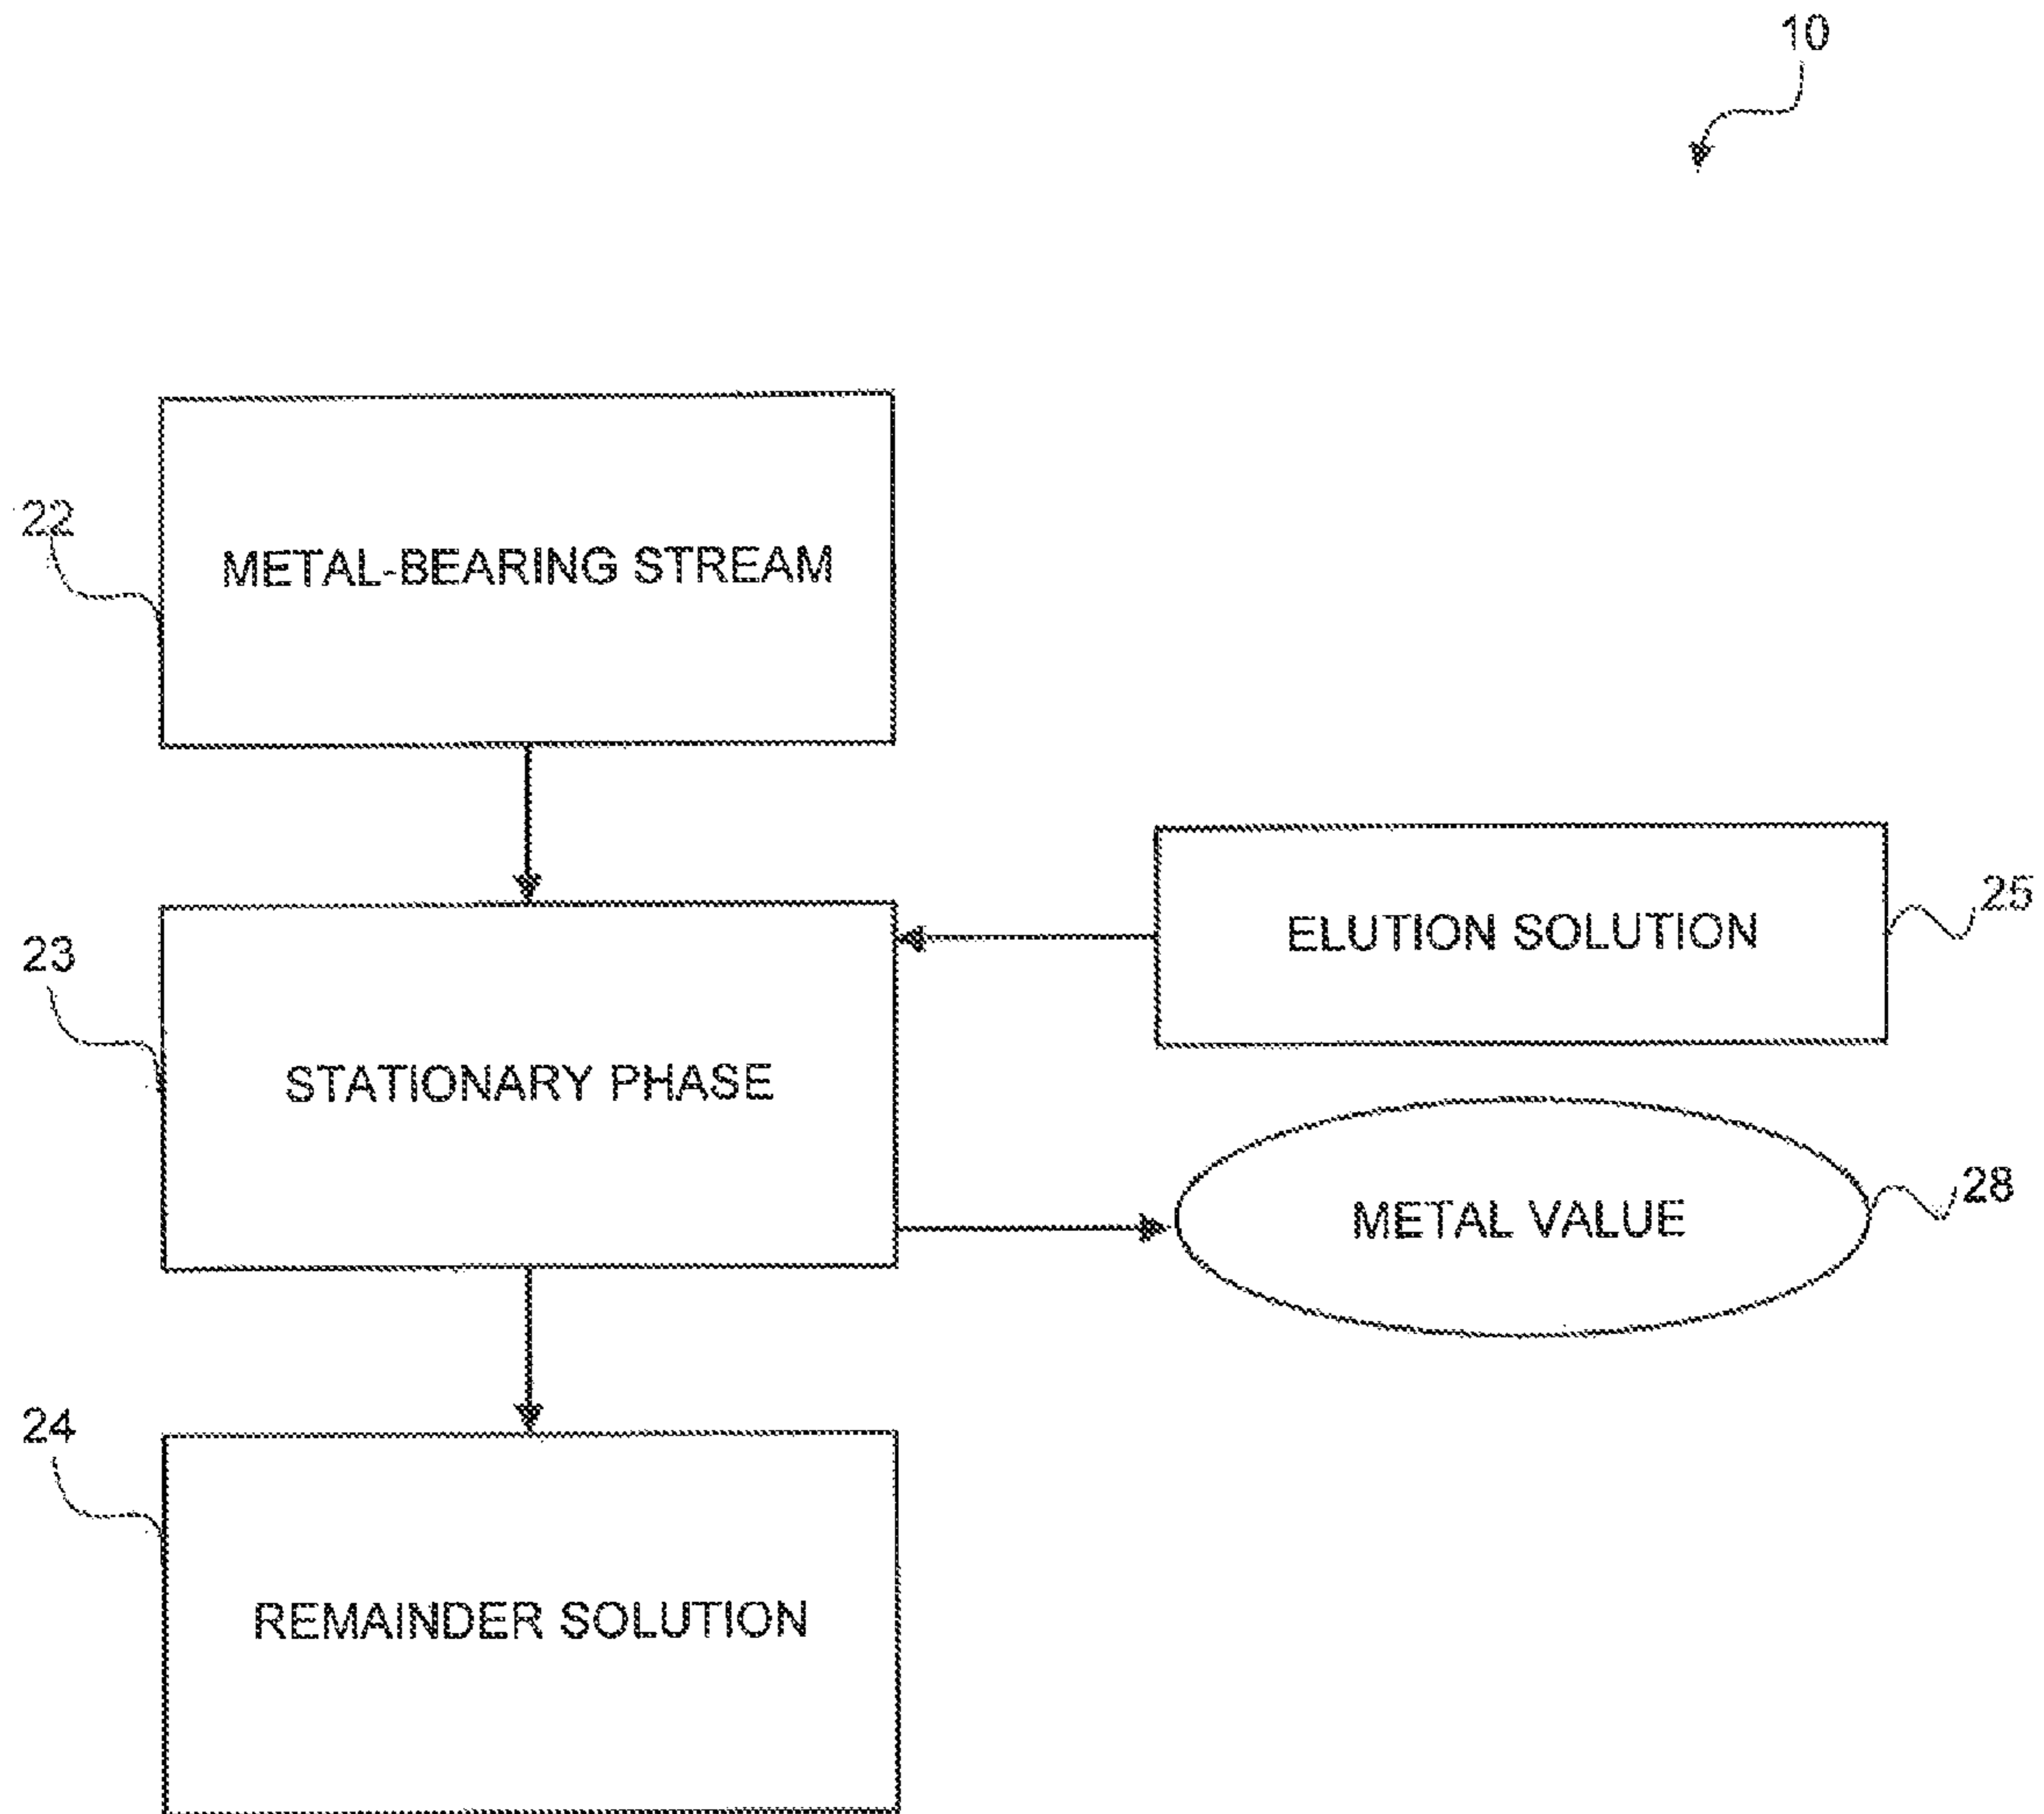 10
22
METAL-BEARING STREAM
23
STATIONARY PHASE
ELUTION SOLUTION
25
METAL VALUE
28
24
REMAINDER SOLUTION